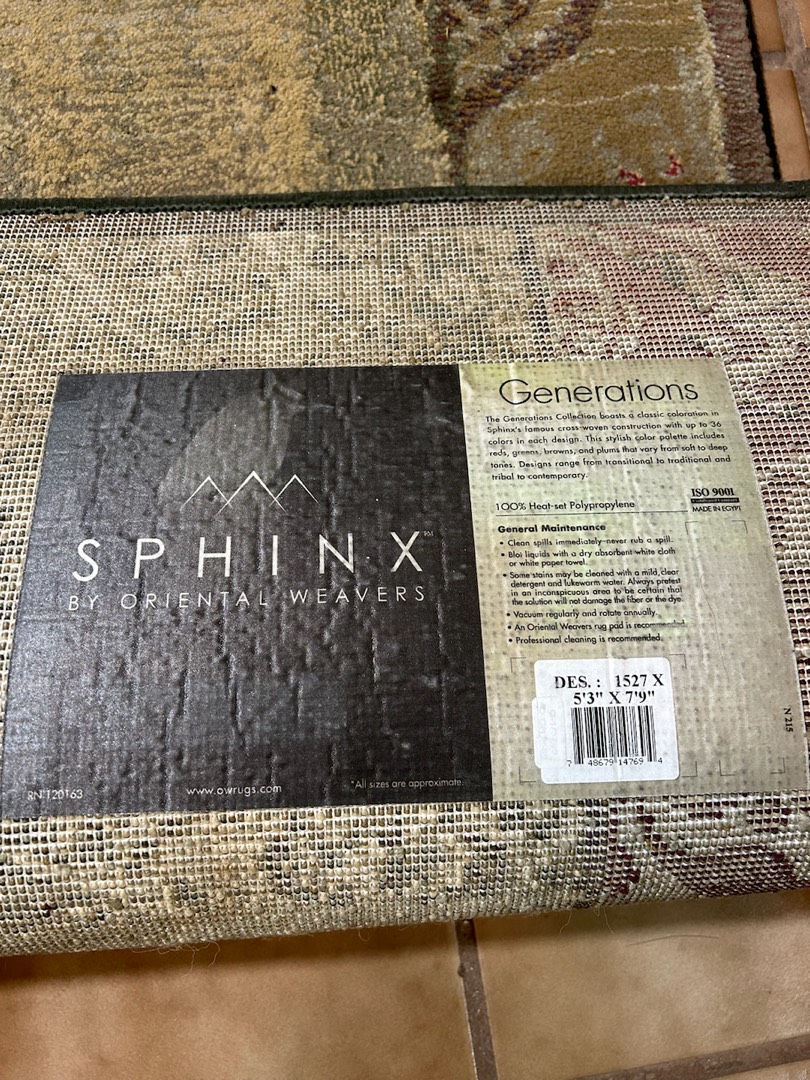 SPHINX™
BY ORIENTAL WEAVERS
RN 120163
www.owrugs.com
*All sizes are approximate.
Generations
The Generations Collection boasts a classic coloration in
Sphinx's famous cross-woven construction with up to 36
colors in each design. This stylish color palette includes
reds, greens, browns, and plums that vary from soft to deep
tones. Designs range from transitional to traditional and
tribal to contemporary.
100% Heat-set Polypropylene
ISO 9001
MADE IN EGYPT
General Maintenance
• Clean spills immediately–never rub a spill.
• Blot liquids with a dry absorbent white cloth
or white paper towel.
• Some stains may be cleaned with a mild, clear
detergent and lukewarm water. Always pretest
in an inconspicuous area to be certain that
the solution will not damage the fiber or the dye.
• Vacuum regularly and rotate annually.
• An Oriental Weavers rug pad is recommended.
• Professional cleaning is recommended.
DES. : 1527 X
5'3" X 7'9"
7 48679 14769 4
N 215